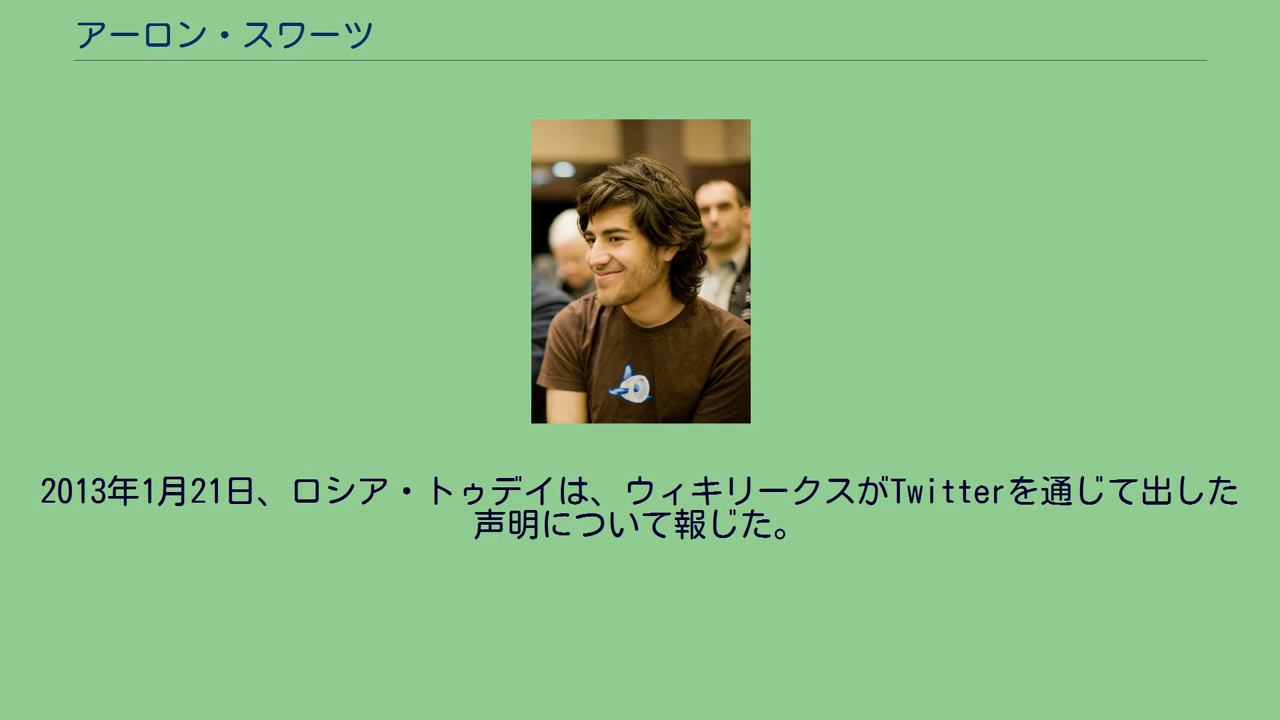 アーロン・スワーツ
2013年1月21日、ロシア・トゥデイは、ウィキリークスがTwitterを通じて出した
声明について報じた。